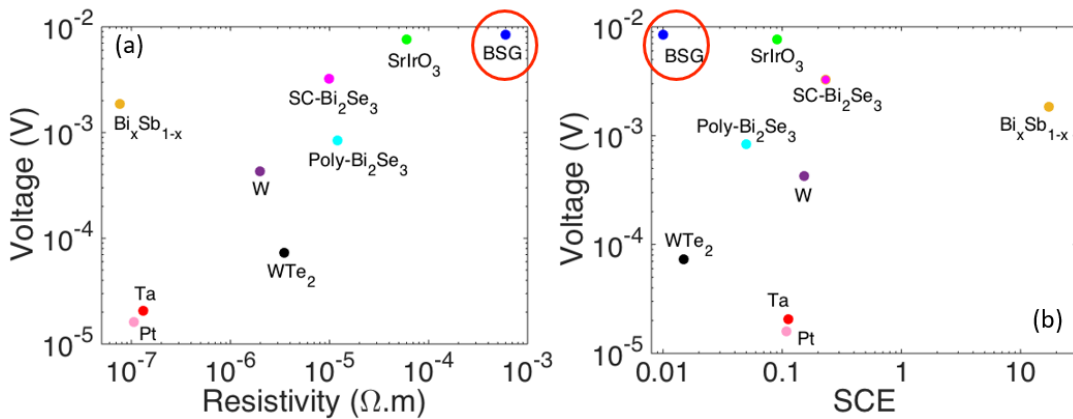 (a)
Voltage (V)
10⁻²
10⁻³
10⁻⁴
10⁻⁵
BSG
SrIrO₃
SC-Bi₂Se₃
BiₓSb₁₋ₓ
Poly-Bi₂Se₃
W
WTe₂
Ta
Pt
10⁻⁷ 10⁻⁶ 10⁻⁵ 10⁻⁴ 10⁻³
Resistivity (Ω.m)
(b)
Voltage (V)
10⁻²
10⁻³
10⁻⁴
10⁻⁵
BSG
SrIrO₃
SC-Bi₂Se₃
BiₓSb₁₋ₓ
Poly-Bi₂Se₃
W
WTe₂
Ta
Pt
0.01 0.1 1 10
SCE